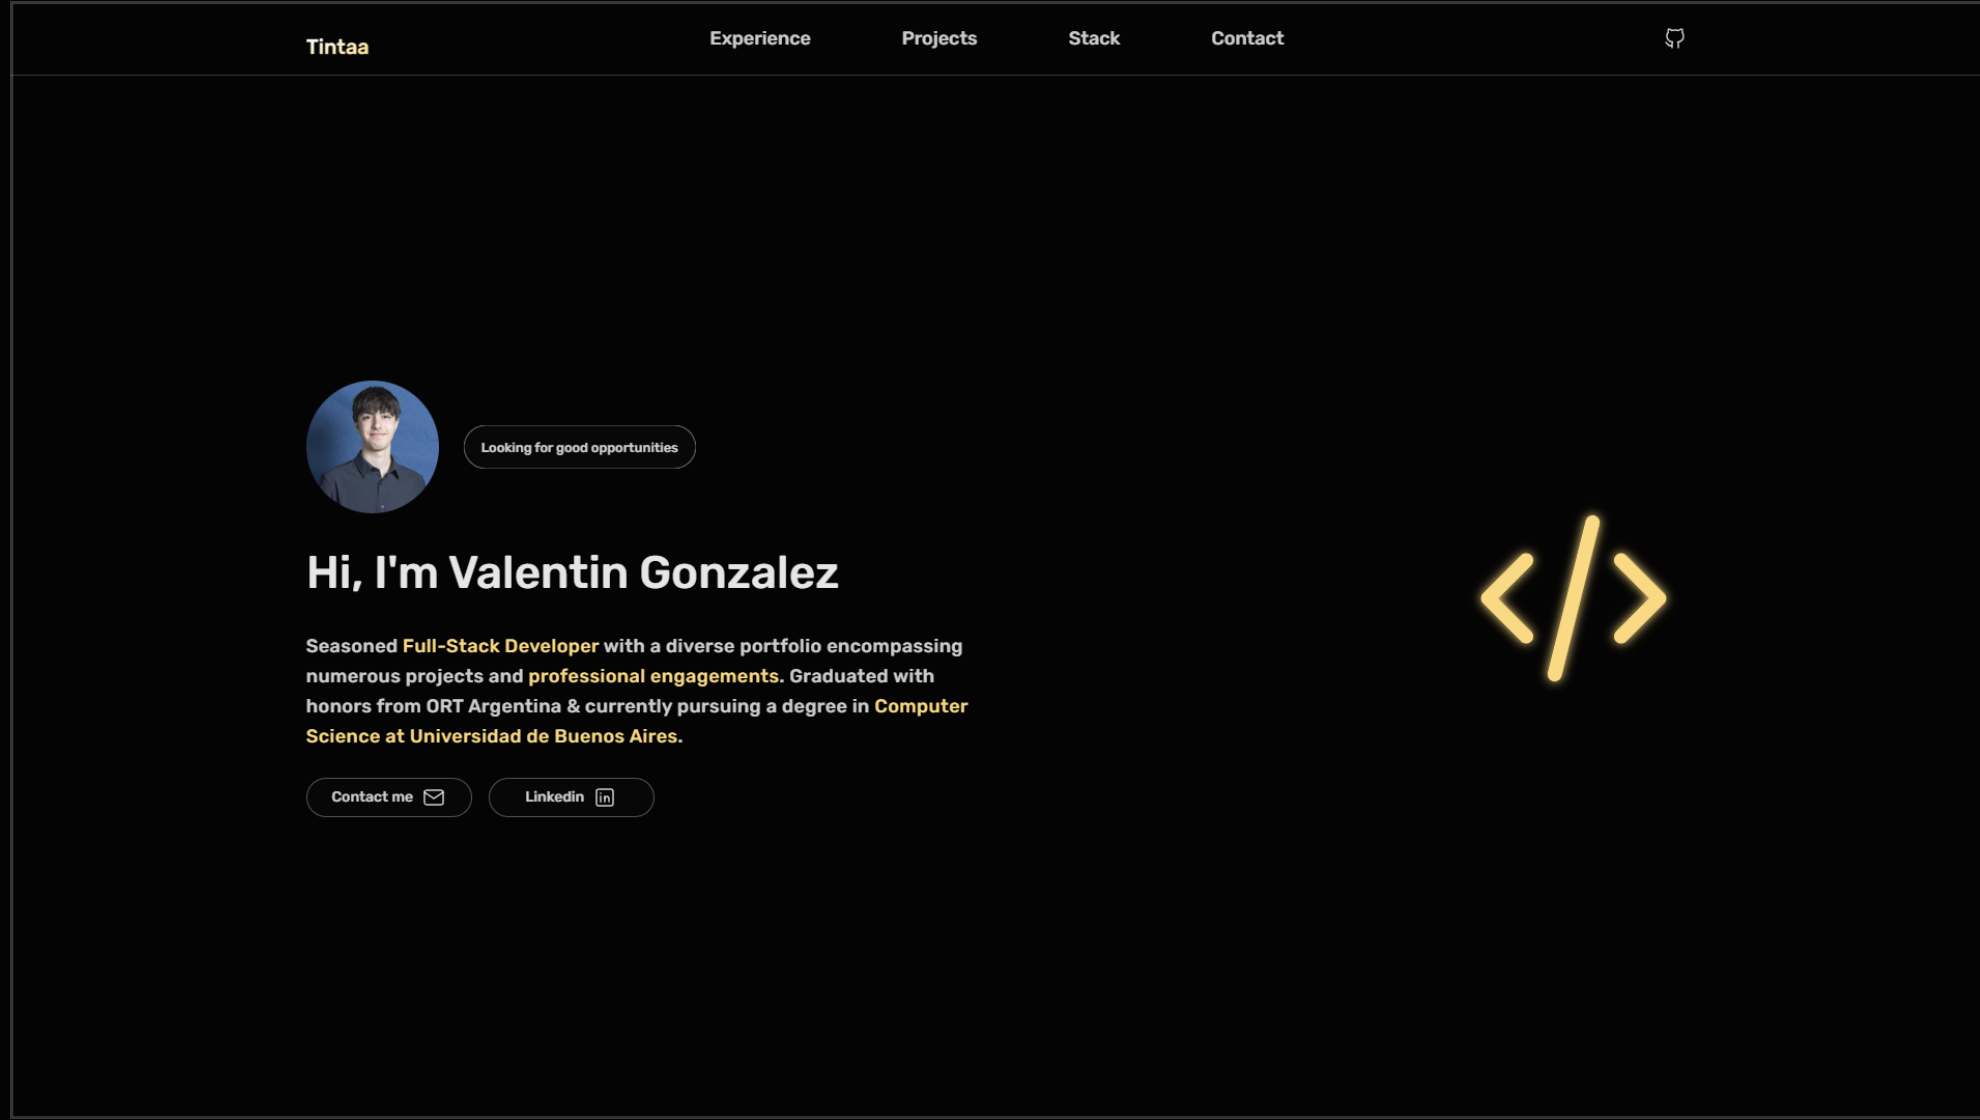 Tintaa
Experience
Projects
Stack
Contact
Looking for good opportunities
Hi, I'm Valentin Gonzalez
Seasoned Full-Stack Developer with a diverse portfolio encompassing
numerous projects and professional engagements. Graduated with
honors from ORT Argentina & currently pursuing a degree in Computer
Science at Universidad de Buenos Aires.
Contact me
Linkedin in